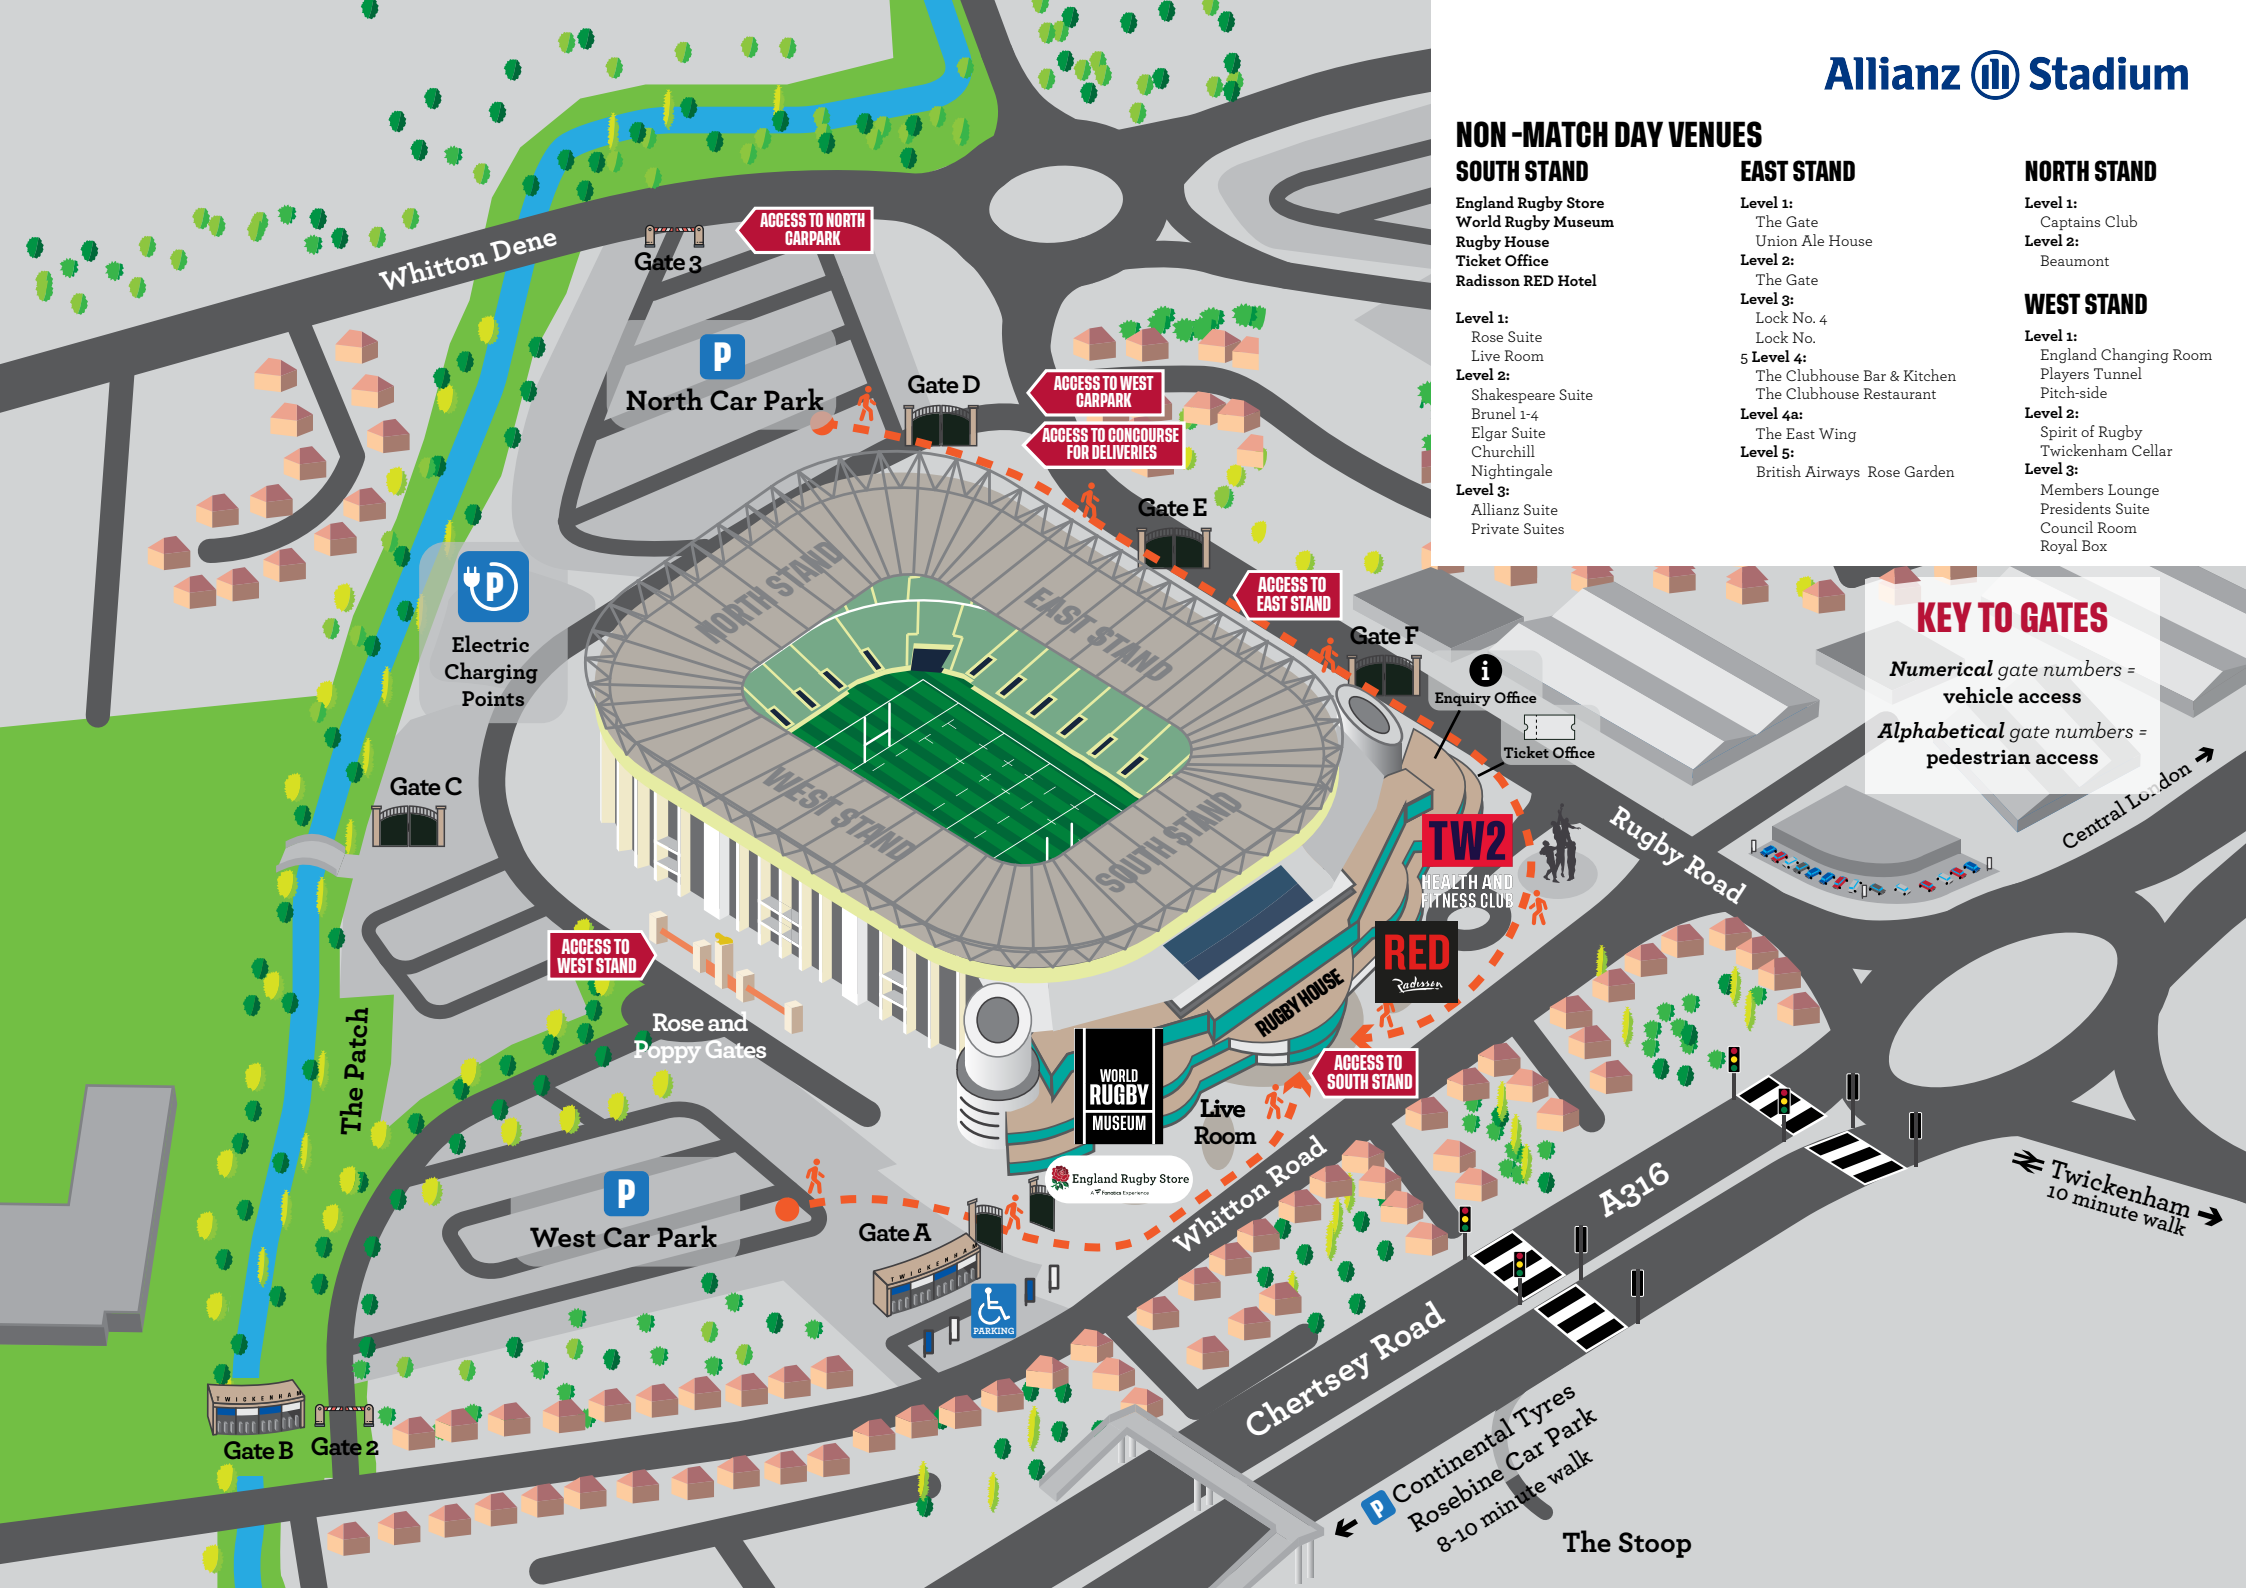 Allianz Stadium
NON -MATCH DAY VENUES
SOUTH STAND
England Rugby Store
World Rugby Museum
Rugby House
Ticket Office
Radisson RED Hotel
Level 1:
Rose Suite
Live Room
Level 2:
Shakespeare Suite
Brunel 1-4
Elgar Suite
Churchill
Nightingale
Level 3:
Allianz Suite
Private Suites
EAST STAND
Level 1:
The Gate
Union Ale House
Level 2:
The Gate
Level 3:
Lock No. 4
Lock No.
5 Level 4:
The Clubhouse Bar & Kitchen
The Clubhouse Restaurant
Level 4a:
The East Wing
Level 5:
British Airways Rose Garden
NORTH STAND
Level 1:
Captains Club
Level 2:
Beaumont
WEST STAND
Level 1:
England Changing Room
Players Tunnel
Pitch-side
Level 2:
Spirit of Rugby
Twickenham Cellar
Level 3:
Members Lounge
Presidents Suite
Council Room
Royal Box
KEY TO GATES
Numerical gate numbers =
vehicle access
Alphabetical gate numbers =
pedestrian access
Whitton Dene
Gate 3
ACCESS TO NORTH
CARPARK
P
North Car Park
Gate D
ACCESS TO WEST
CARPARK
ACCESS TO CONCOURSE
FOR DELIVERIES
Gate E
ACCESS TO
EAST STAND
Gate F
i
Enquiry Office
Ticket Office
P
Electric
Charging
Points
NORTH STAND
EAST STAND
WEST STAND
SOUTH STAND
Gate C
TW2
HEALTH AND
FITNESS CLUB
RED
Radisson
Rugby Road
Central London
ACCESS TO
WEST STAND
Rose and
Poppy Gates
The Patch
RUGBY HOUSE
WORLD
RUGBY
MUSEUM
ACCESS TO
SOUTH STAND
Live
Room
England Rugby Store
A Fanatics Experience
Whitton Road
A316
Twickenham
10 minute walk
P
West Car Park
Gate A
TWICKENHAM
PARKING
Chertsey Road
TWICKENHAM
Gate B
Gate 2
P Continental Tyres
Rosebine Car Park
8-10 minute walk
The Stoop